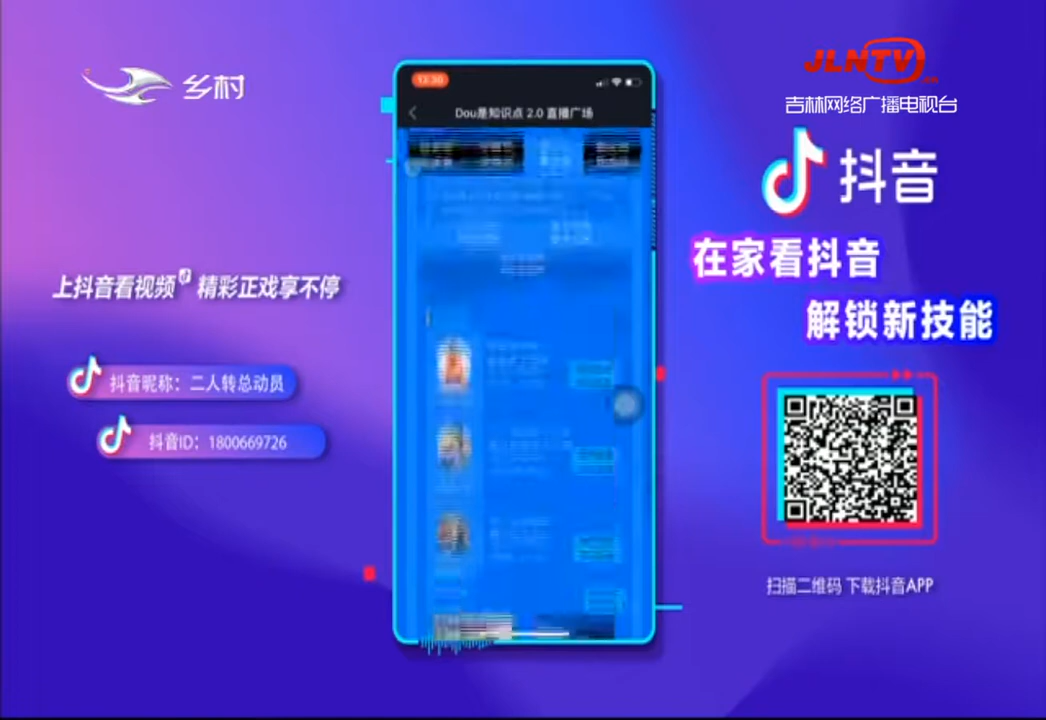 乡村
JLNTV
吉林网络广播电视台
13:30
Dou是知识点 2.0 直播广场
抖音
在家看抖音
解锁新技能
上抖音看视频 精彩正戏享不停
抖音昵称：二人转总动员
抖音ID：1800669726
扫描二维码 下载抖音APP